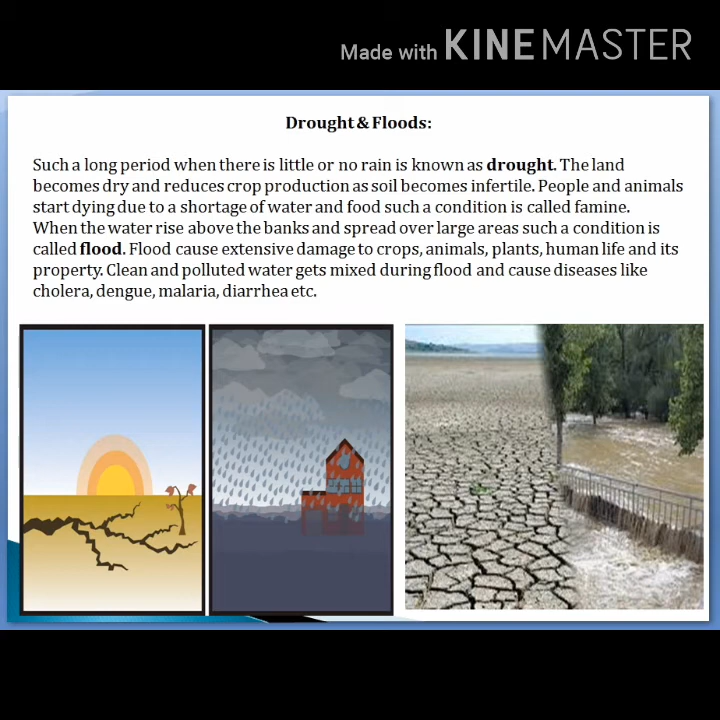 Made with KINEMASTER
Drought & Floods:
Such a long period when there is little or no rain is known as drought. The land
becomes dry and reduces crop production as soil becomes infertile. People and animals
start dying due to a shortage of water and food such a condition is called famine.
When the water rise above the banks and spread over large areas such a condition is
called flood. Flood cause extensive damage to crops, animals, plants, human life and its
property. Clean and polluted water gets mixed during flood and cause diseases like
cholera, dengue, malaria, diarrhea etc.